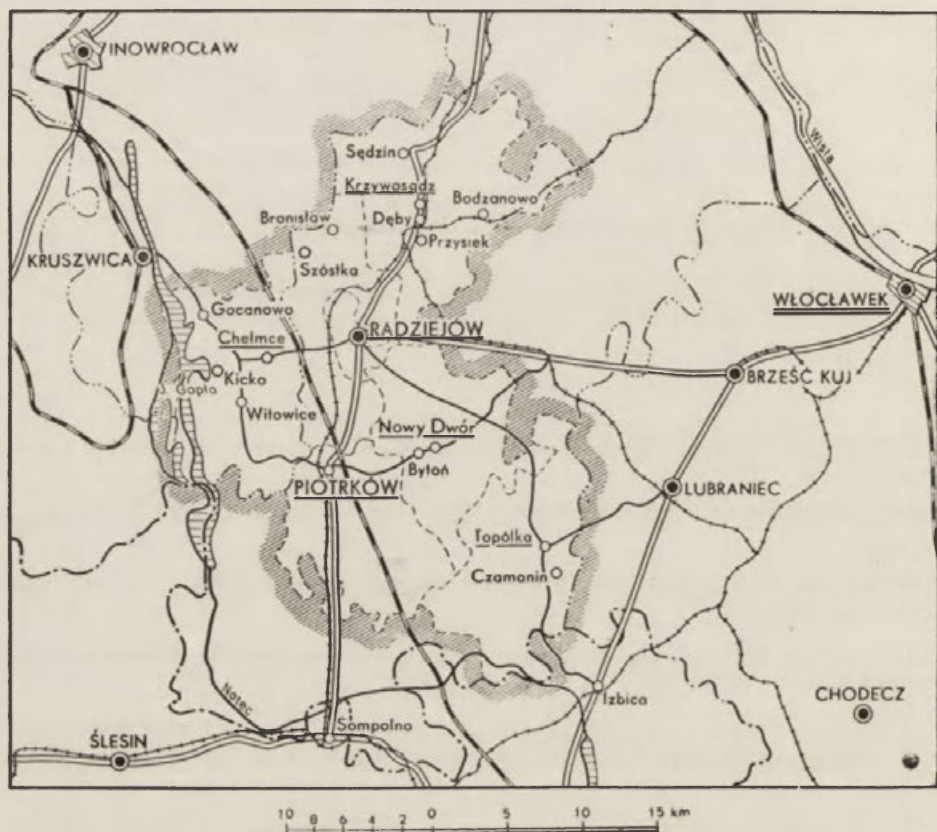 INOWROCŁAW
Sędzin
Wisła
Krzywosądz
Bodzanowo
Bronisław
Dęby
Przysiek
KRUSZWICA
Szóstka
WŁOCŁAWEK
Gocanowo
RADZIEJÓW
Chełmce
BRZEŚĆ KUJ
Gopło
Kicko
Witowice
Nowy Dwór
Bytoń
PIOTRKÓW
LUBRANIEC
Topólka
Czamonin
Izbica
Noteć
CHODECZ
Sompolno
ŚLESIN
10 8 6 4 2 0 5 10 15 km